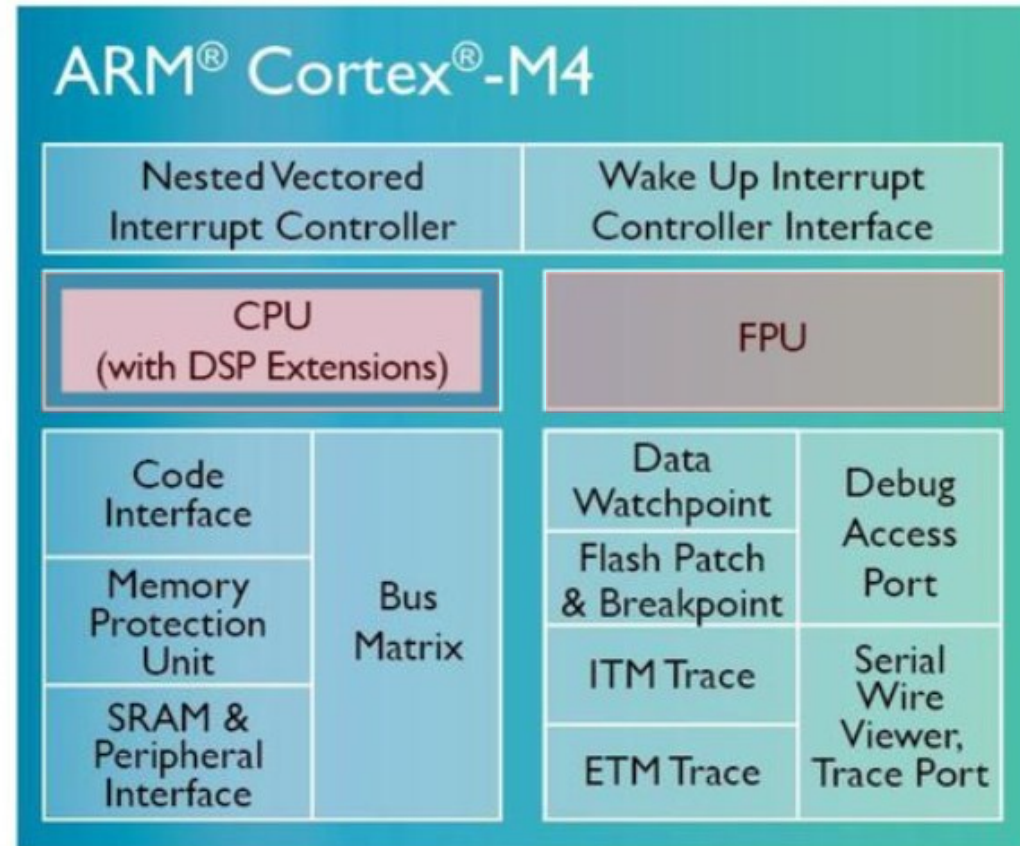 ARM® Cortex®-M4
Nested Vectored
Interrupt Controller
Wake Up Interrupt
Controller Interface
CPU
(with DSP Extensions)
FPU
Code
Interface
Memory
Protection
Unit
SRAM &
Peripheral
Interface
Bus
Matrix
Data
Watchpoint
Flash Patch
& Breakpoint
ITM Trace
ETM Trace
Debug
Access
Port
Serial
Wire
Viewer,
Trace Port